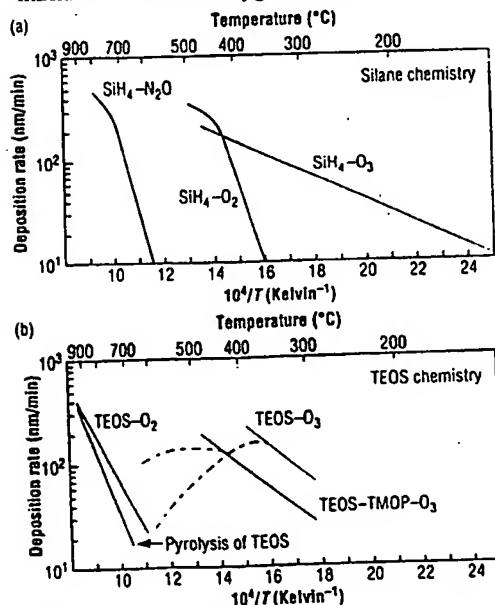 Temperature (°C)
(a)
900 700 500 400 300 200
10³
SiH₄–N₂O
Silane chemistry
Deposition rate (nm/min)
10²
SiH₄–O₃
SiH₄–O₂
10¹
10 12 14 16 18 20 22 24
10⁴/T (Kelvin⁻¹)
Temperature (°C)
(b)
900 700 600 500 400 300 200
10³
TEOS chemistry
TEOS–O₂
TEOS–O₃
Deposition rate (nm/min)
10²
TEOS–TMOP–O₃
Pyrolysis of TEOS
10¹
10 12 14 16 18 20 22 24
10⁴/T (Kelvin⁻¹)